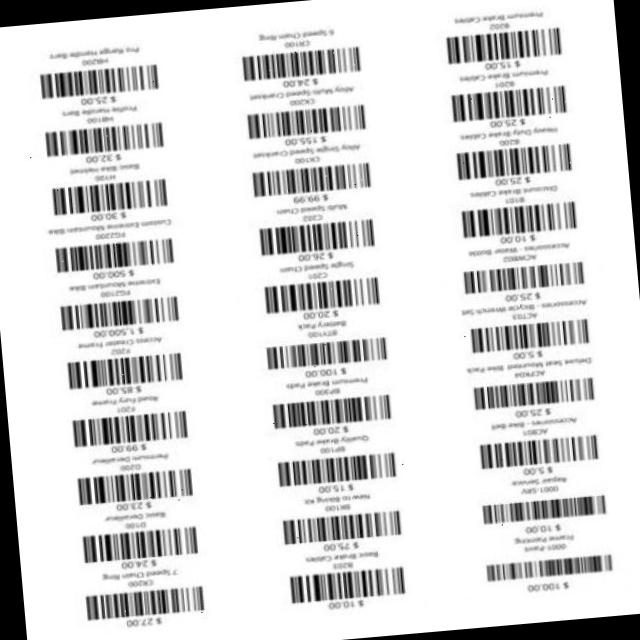 $ 100.00
0001-Paint
Frame Painting
$ 10.00
0001-SRV
Repair Service
$ 5.00
ACB01
Accessories - Bike Bell
$ 25.00
Deluxe Seat Mounted Bike Pack
$ 5.00
ACT03
Accessories - Bicycle Wrench Set
$ 25.00
ACWB02
Accessories - Water Bottle
$ 10.00
B101
Discount Brake Cables
$ 25.00
B200
Heavy Duty Brake Cables
$ 25.00
B201
Premium Brake Cables
$ 15.00
B202
Premium Brake Cables
$ 10.00
B203
Basic Brake Cables
$ 75.00
BK100
New to Biking Kit
$ 15.00
BP100
Quality Brake Pads
$ 20.00
BP300
Premium Brake Pads
$ 100.00
BTY100
Battery Pack
$ 20.00
C201
Single Speed Chain
$ 26.00
C202
Multi Speed Chain
$ 99.99
CK100
Alloy Single Speed Crankset
$ 155.00
CK200
Alloy Multi-Speed Crankset
$ 24.00
CR100
6 Speed Chain Ring
$ 27.00
CR200
7 Speed Chain Ring
$ 24.00
D100
Basic Derailleur
$ 23.00
D200
Premium Derailleur
$ 99.00
F201
Road Fury Frame
$ 85.00
F202
Access Creator Frame
$ 1,500.00
FG2100
Extreme Mountain Bike
$ 500.00
FG2200
Custom Extreme Mountain Bike
$ 30.00
H100
Basic Bike Helmet
$ 32.00
HB100
Profile Handle Bars
$ 25.00
HB200
Pro Range Handle Bars